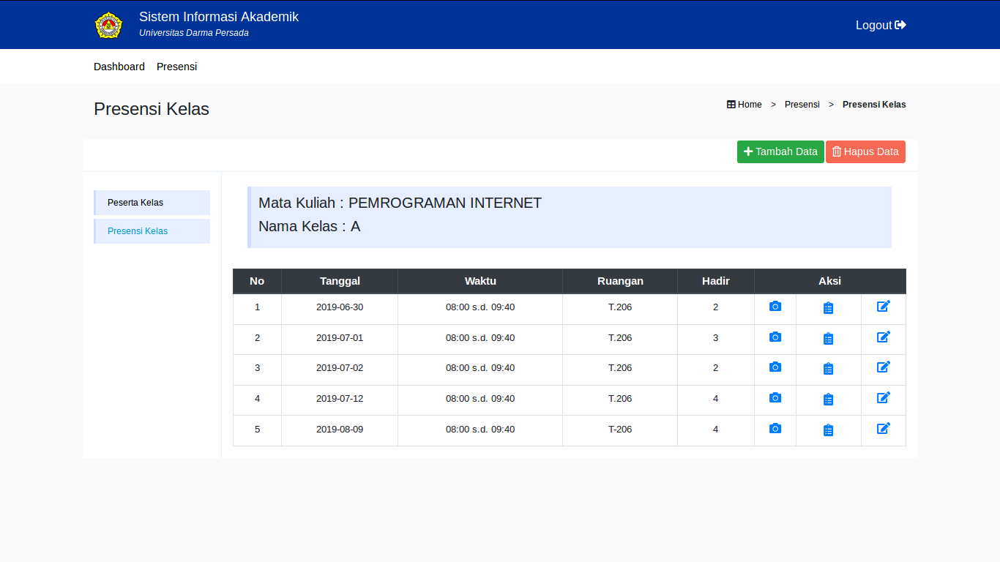 Sistem Informasi Akademik
Universitas Darma Persada
Logout
Dashboard Presensi
Presensi Kelas
Home > Presensi > Presensi Kelas
Tambah Data Hapus Data
Peserta Kelas
Presensi Kelas
Mata Kuliah : PEMROGRAMAN INTERNET
Nama Kelas : A
No Tanggal Waktu Ruangan Hadir Aksi
1 2019-06-30 08:00 s.d. 09:40 T.206 2
2 2019-07-01 08:00 s.d. 09:40 T.206 3
3 2019-07-02 08:00 s.d. 09:40 T.206 2
4 2019-07-12 08:00 s.d. 09:40 T.206 4
5 2019-08-09 08:00 s.d. 09:40 T-206 4